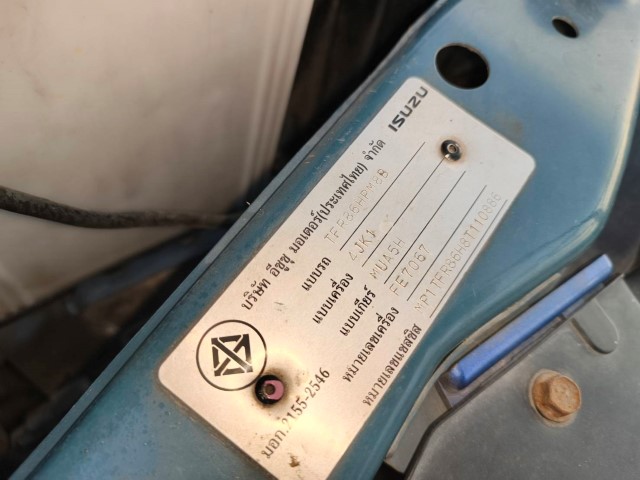 ISUZU
บริษัท อีซูซุ มอเตอร์(ประเทศไทย) จำกัด
แบบรถ TFR86HPM8B
แบบเครื่อง 4JK1
แบบเกียร์ MUA5H
หมายเลขเครื่อง FE7067
หมายเลขแชสซีส์ MP1TFR86H8T110986
มอก.2155-2546